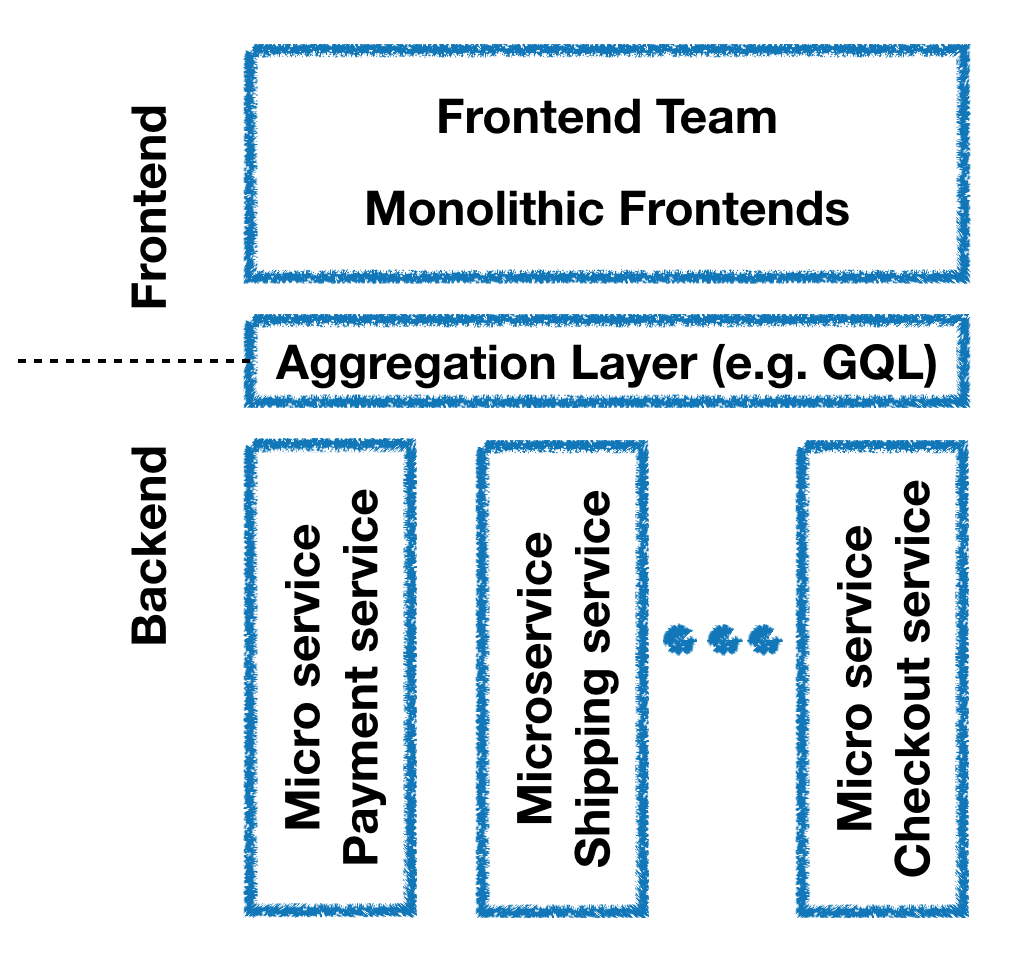 Frontend
Frontend Team
Monolithic Frontends
Aggregation Layer (e.g. GQL)
Backend
Micro service
Payment service
Microservice
Shipping service
Micro service
Checkout service